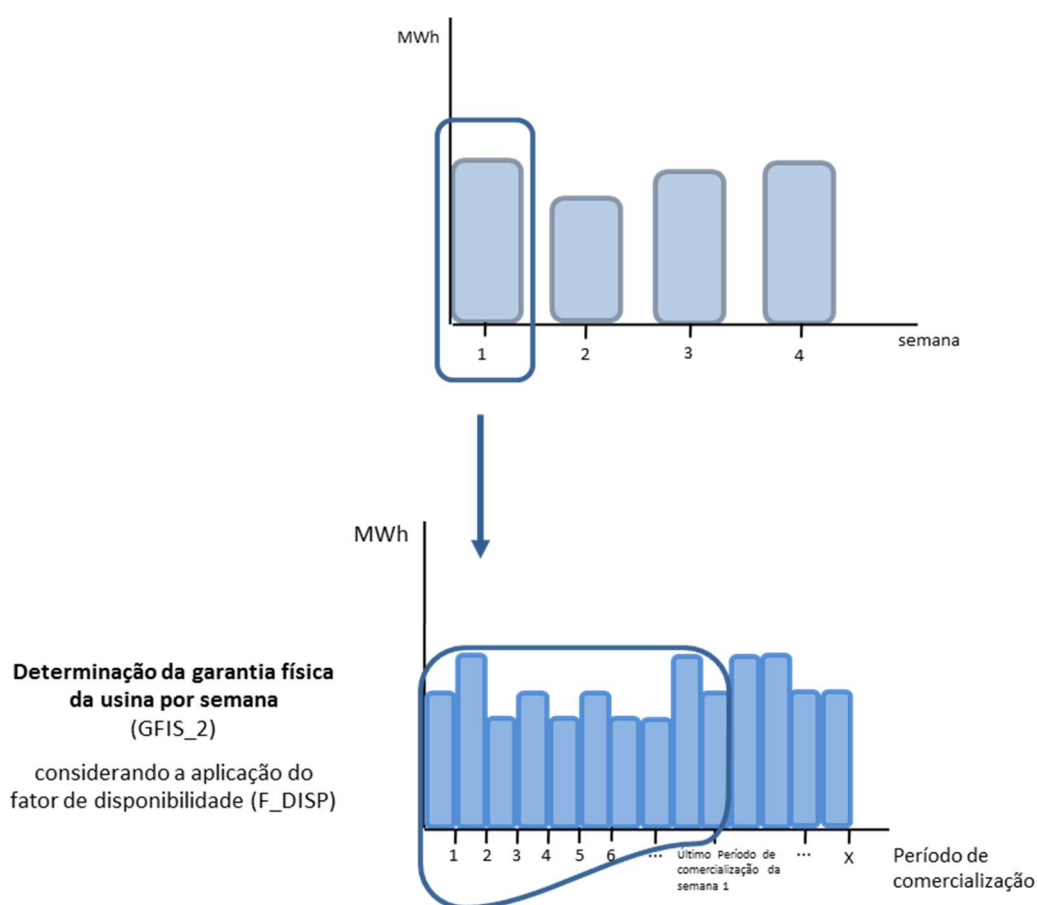 MWh
1
2
3
4
semana
MWh
Determinação da garantia física
da usina por semana
(GFIS_2)
considerando a aplicação do
fator de disponibilidade (F_DISP)
1 2 3 4 5 6 ... Último Período de ... X
comercialização da
semana 1
Período de
comercialização